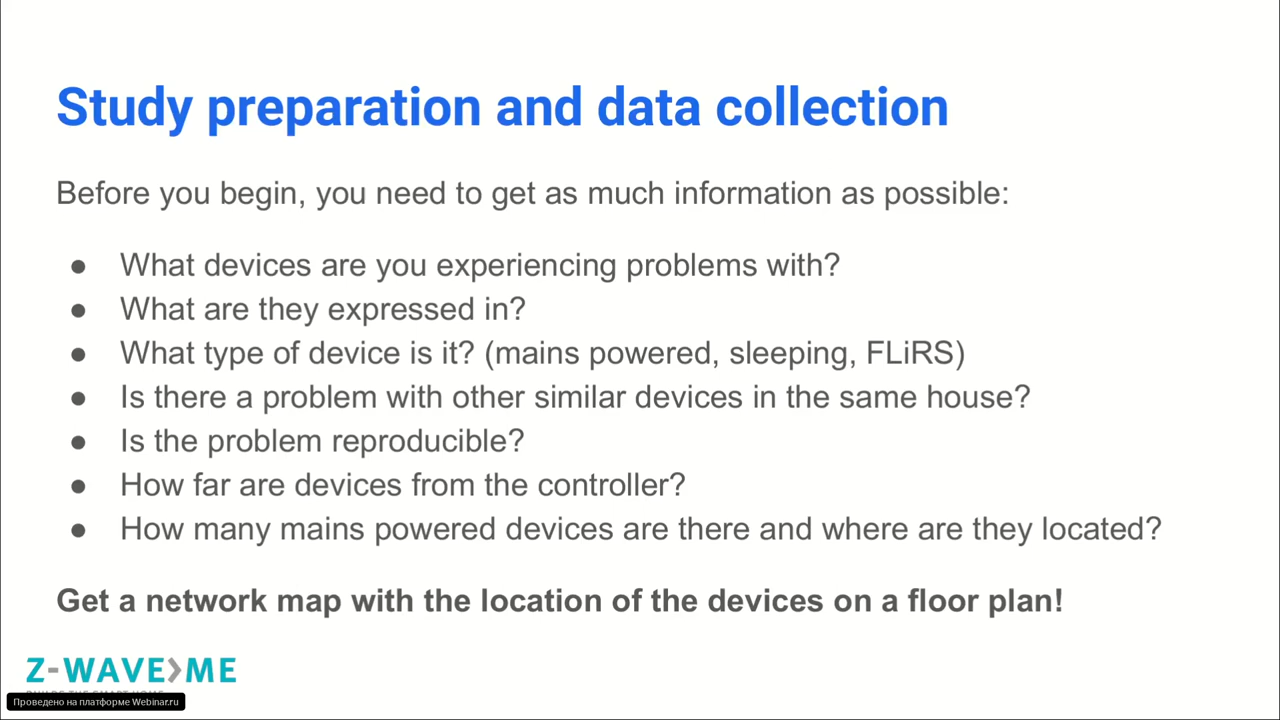 Study preparation and data collection
Before you begin, you need to get as much information as possible:
● What devices are you experiencing problems with?
● What are they expressed in?
● What type of device is it? (mains powered, sleeping, FLiRS)
● Is there a problem with other similar devices in the same house?
● Is the problem reproducible?
● How far are devices from the controller?
● How many mains powered devices are there and where are they located?
Get a network map with the location of the devices on a floor plan!
Z-WAVE>ME
Проведено на платформе Webinar.ru